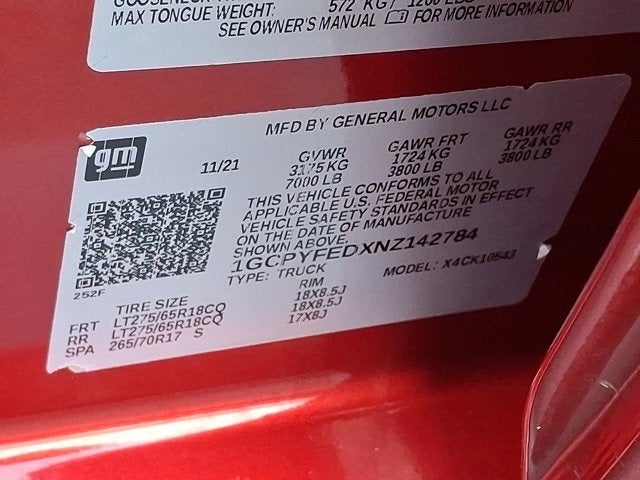 MAX TONGUE WEIGHT: 572 KG / 1260 LBS
SEE OWNER'S MANUAL FOR MORE INFORMATION
MFD BY GENERAL MOTORS LLC
gm
11/21 GVWR GAWR FRT GAWR RR
3175 KG 1724 KG 1724 KG
7000 LB 3800 LB 3800 LB
THIS VEHICLE CONFORMS TO ALL
APPLICABLE U.S. FEDERAL MOTOR
VEHICLE SAFETY STANDARDS IN EFFECT
ON THE DATE OF MANUFACTURE
SHOWN ABOVE.
1GCPYFEDXNZ142784
TYPE: TRUCK MODEL: X4CK10543
252F
TIRE SIZE RIM
FRT LT275/65R18CQ 18X8.5J
RR LT275/65R18CQ 18X8.5J
SPA 265/70R17 S 17X8J